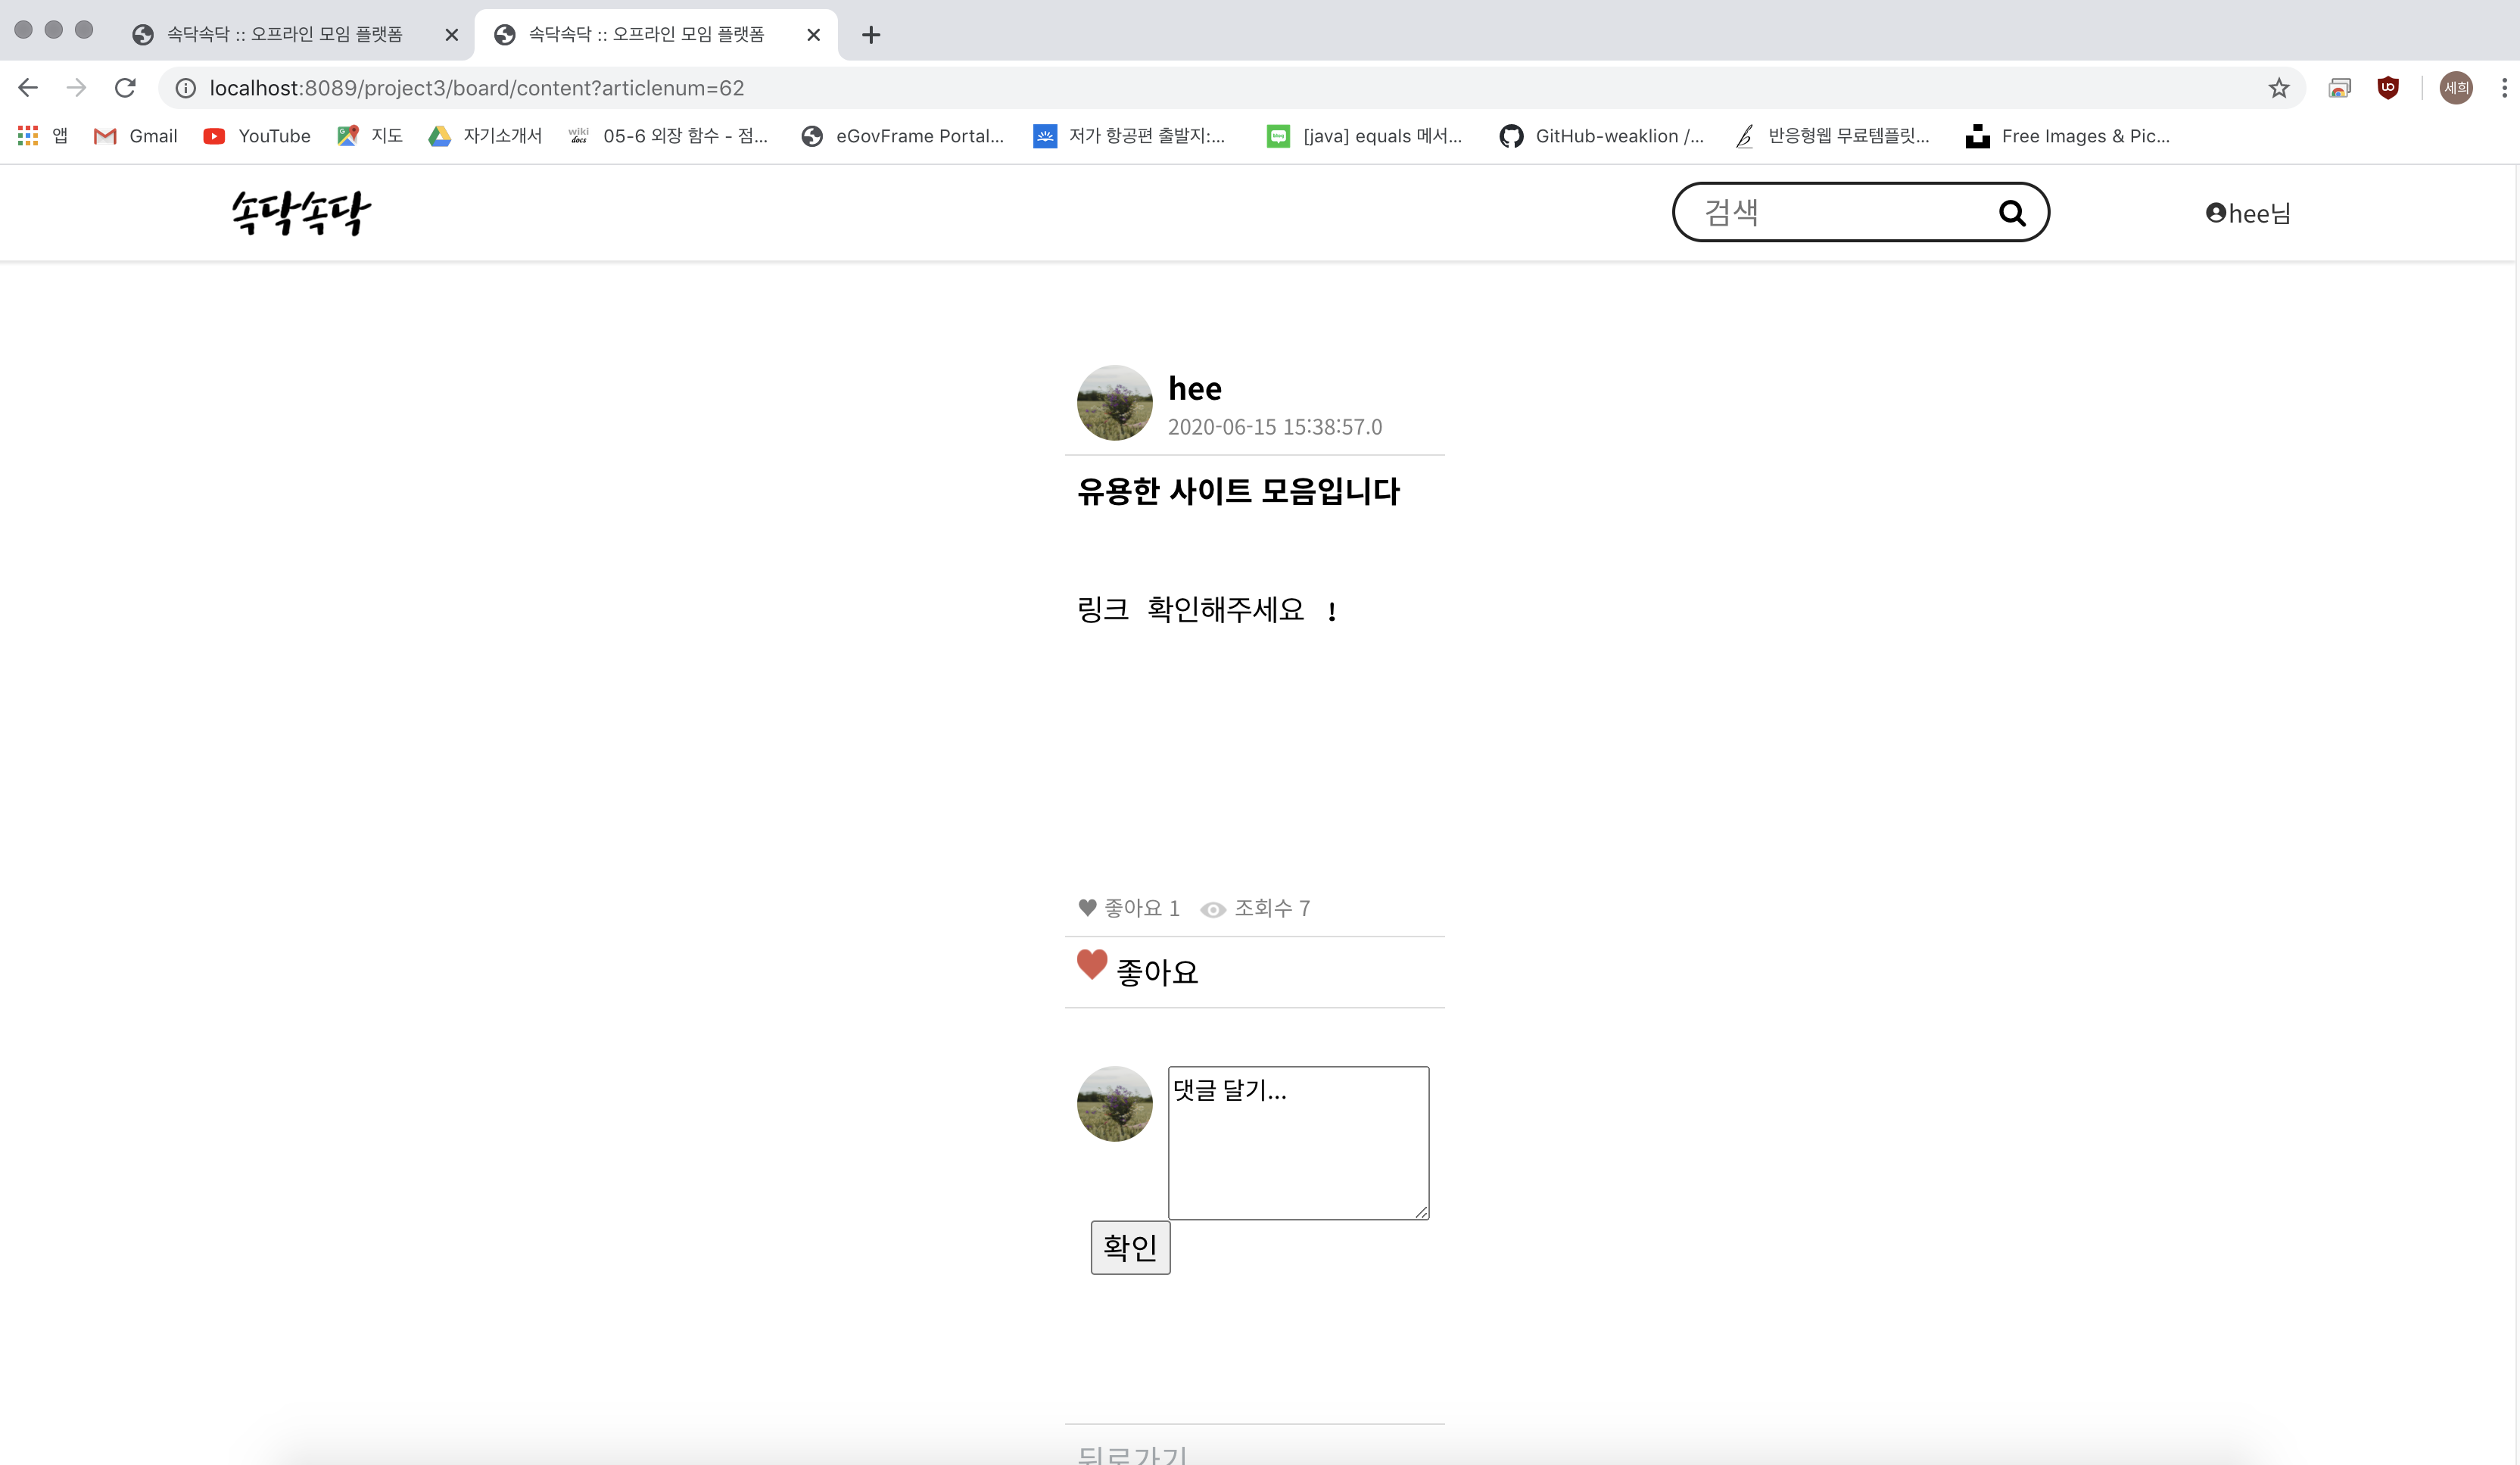 속닥속닥 :: 오프라인 모임 플랫폼
속닥속닥 :: 오프라인 모임 플랫폼
localhost:8089/project3/board/content?articlenum=62
세희
앱
Gmail
YouTube
지도
자기소개서
wiki docs
05-6 외장 함수 - 점...
eGovFrame Portal...
저가 항공편 출발지:...
[java] equals 메서...
GitHub-weaklion /...
반응형웹 무료템플릿...
Free Images & Pic...
속닥속닥
검색
hee님
hee
2020-06-15 15:38:57.0
유용한 사이트 모음입니다
링크 확인해주세요 !
좋아요 1 조회수 7
좋아요
댓글 달기...
확인
뒤로가기